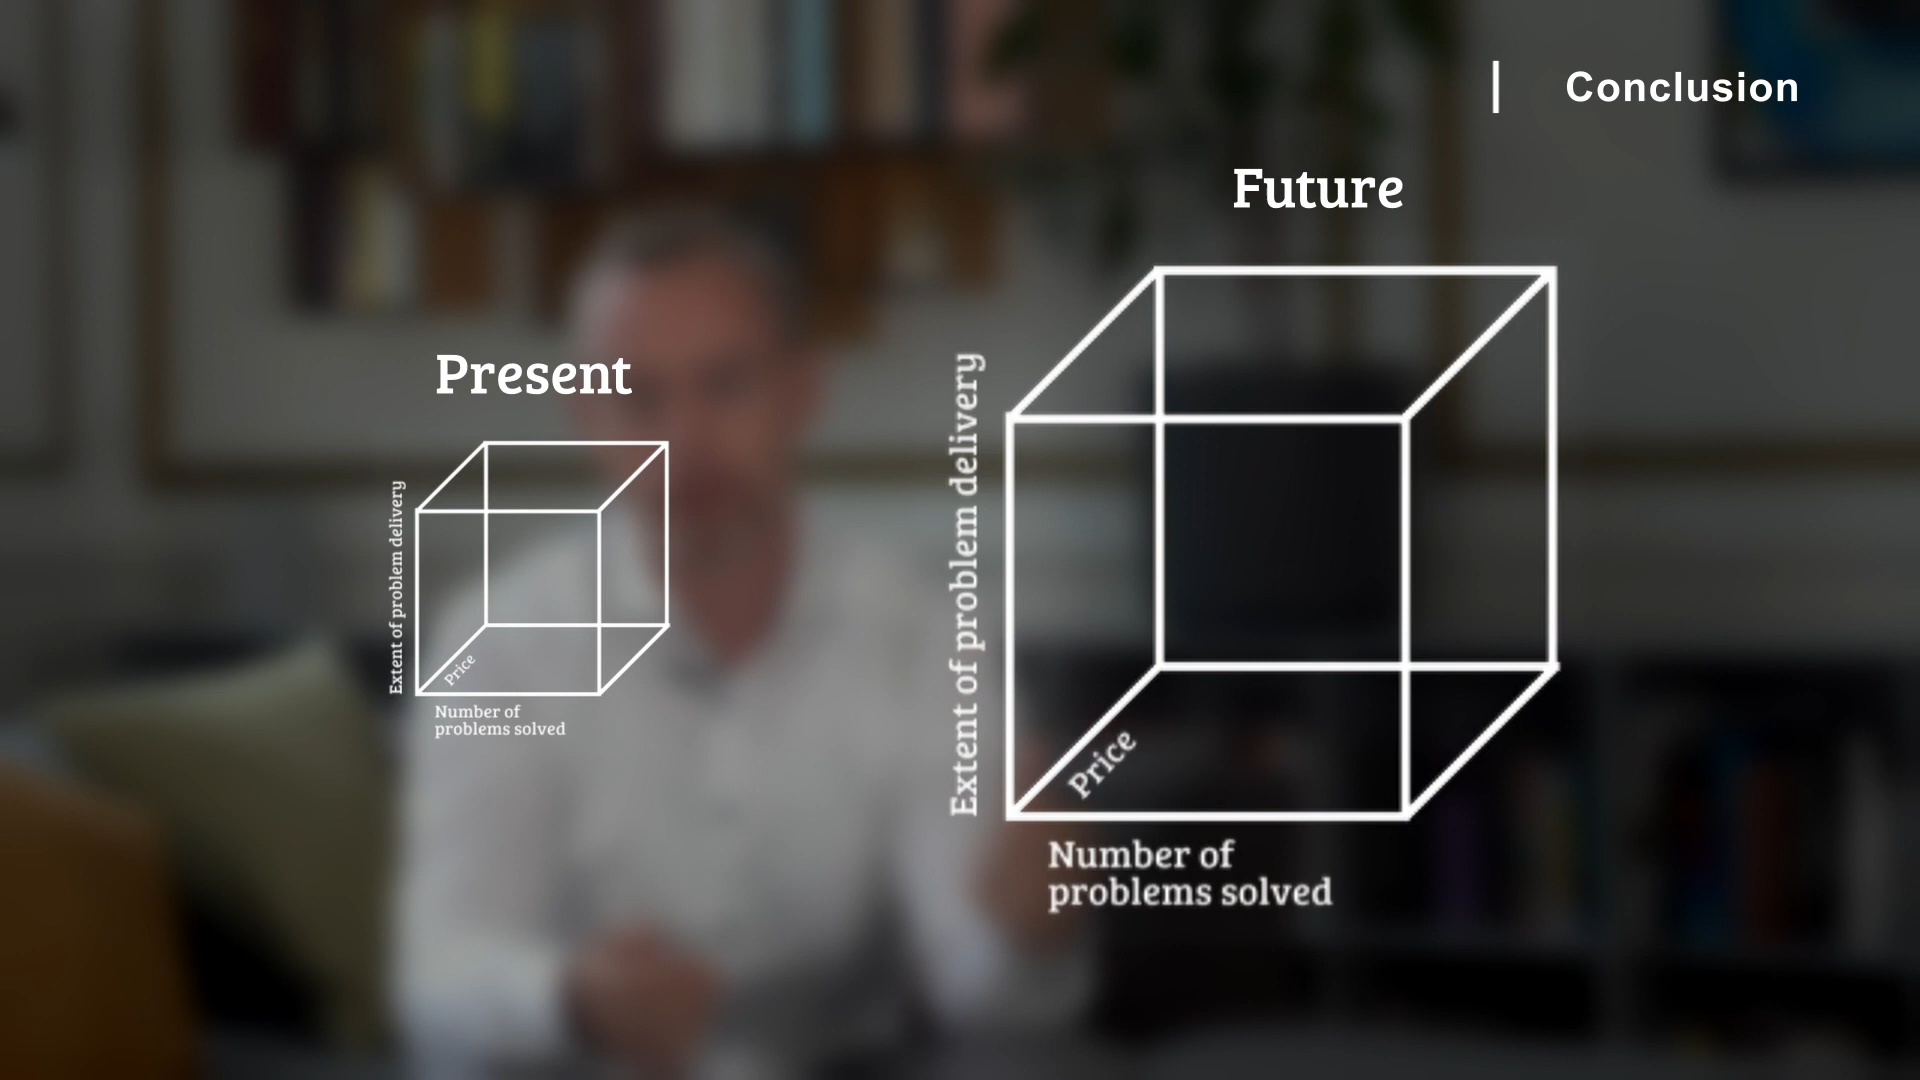 Conclusion
Future
Present
Extent of problem delivery
Price
Number of
problems solved
Extent of problem delivery
Price
Number of
problems solved